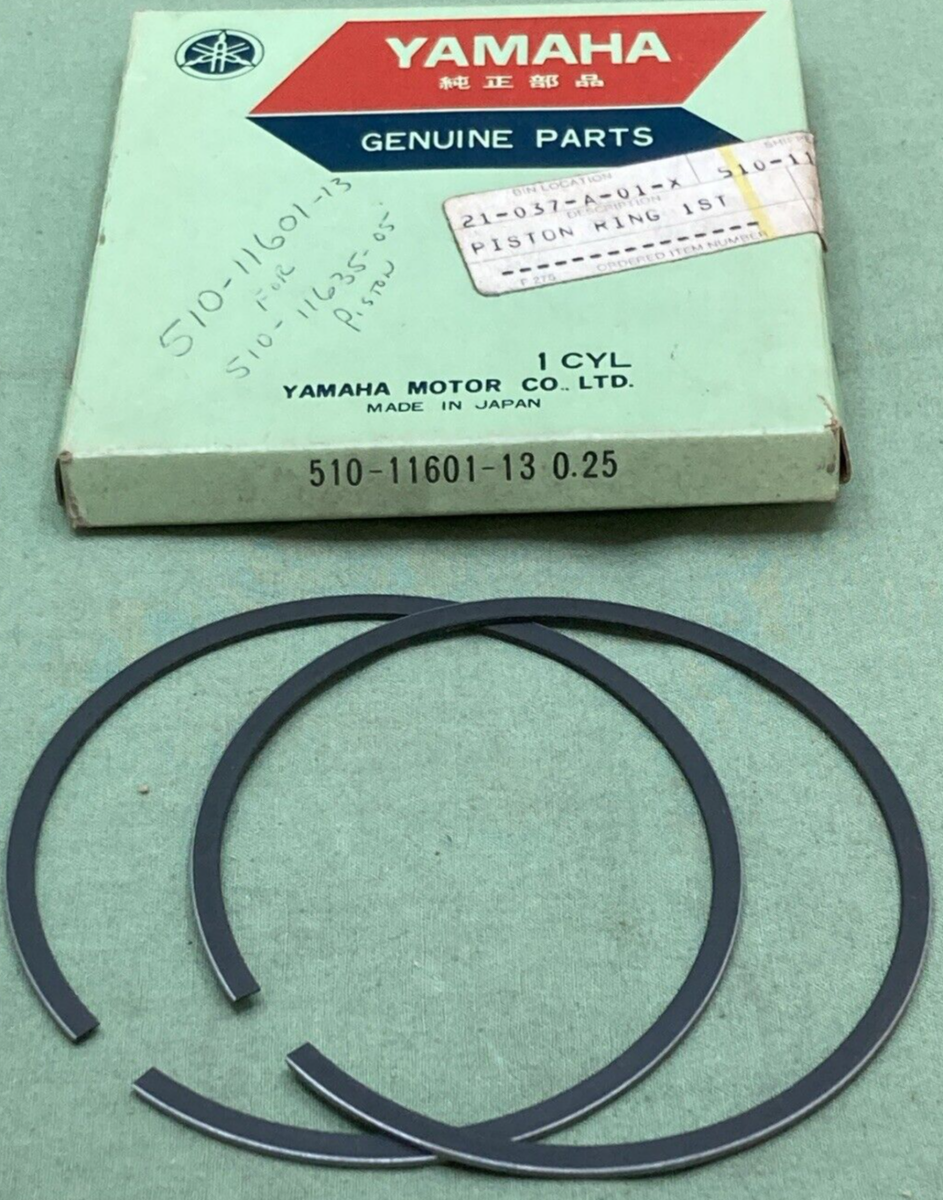 YAMAHA
純正部品
GENUINE PARTS
510-11601-13
FOR
510-11635-05
PISTON
BIN LOCATION
21-037-A-01-X 510-11
DESCRIPTION
PISTON RING 1ST
ORDERED ITEM NUMBER
F 275
1 CYL
YAMAHA MOTOR CO., LTD.
MADE IN JAPAN
510-11601-13 0.25